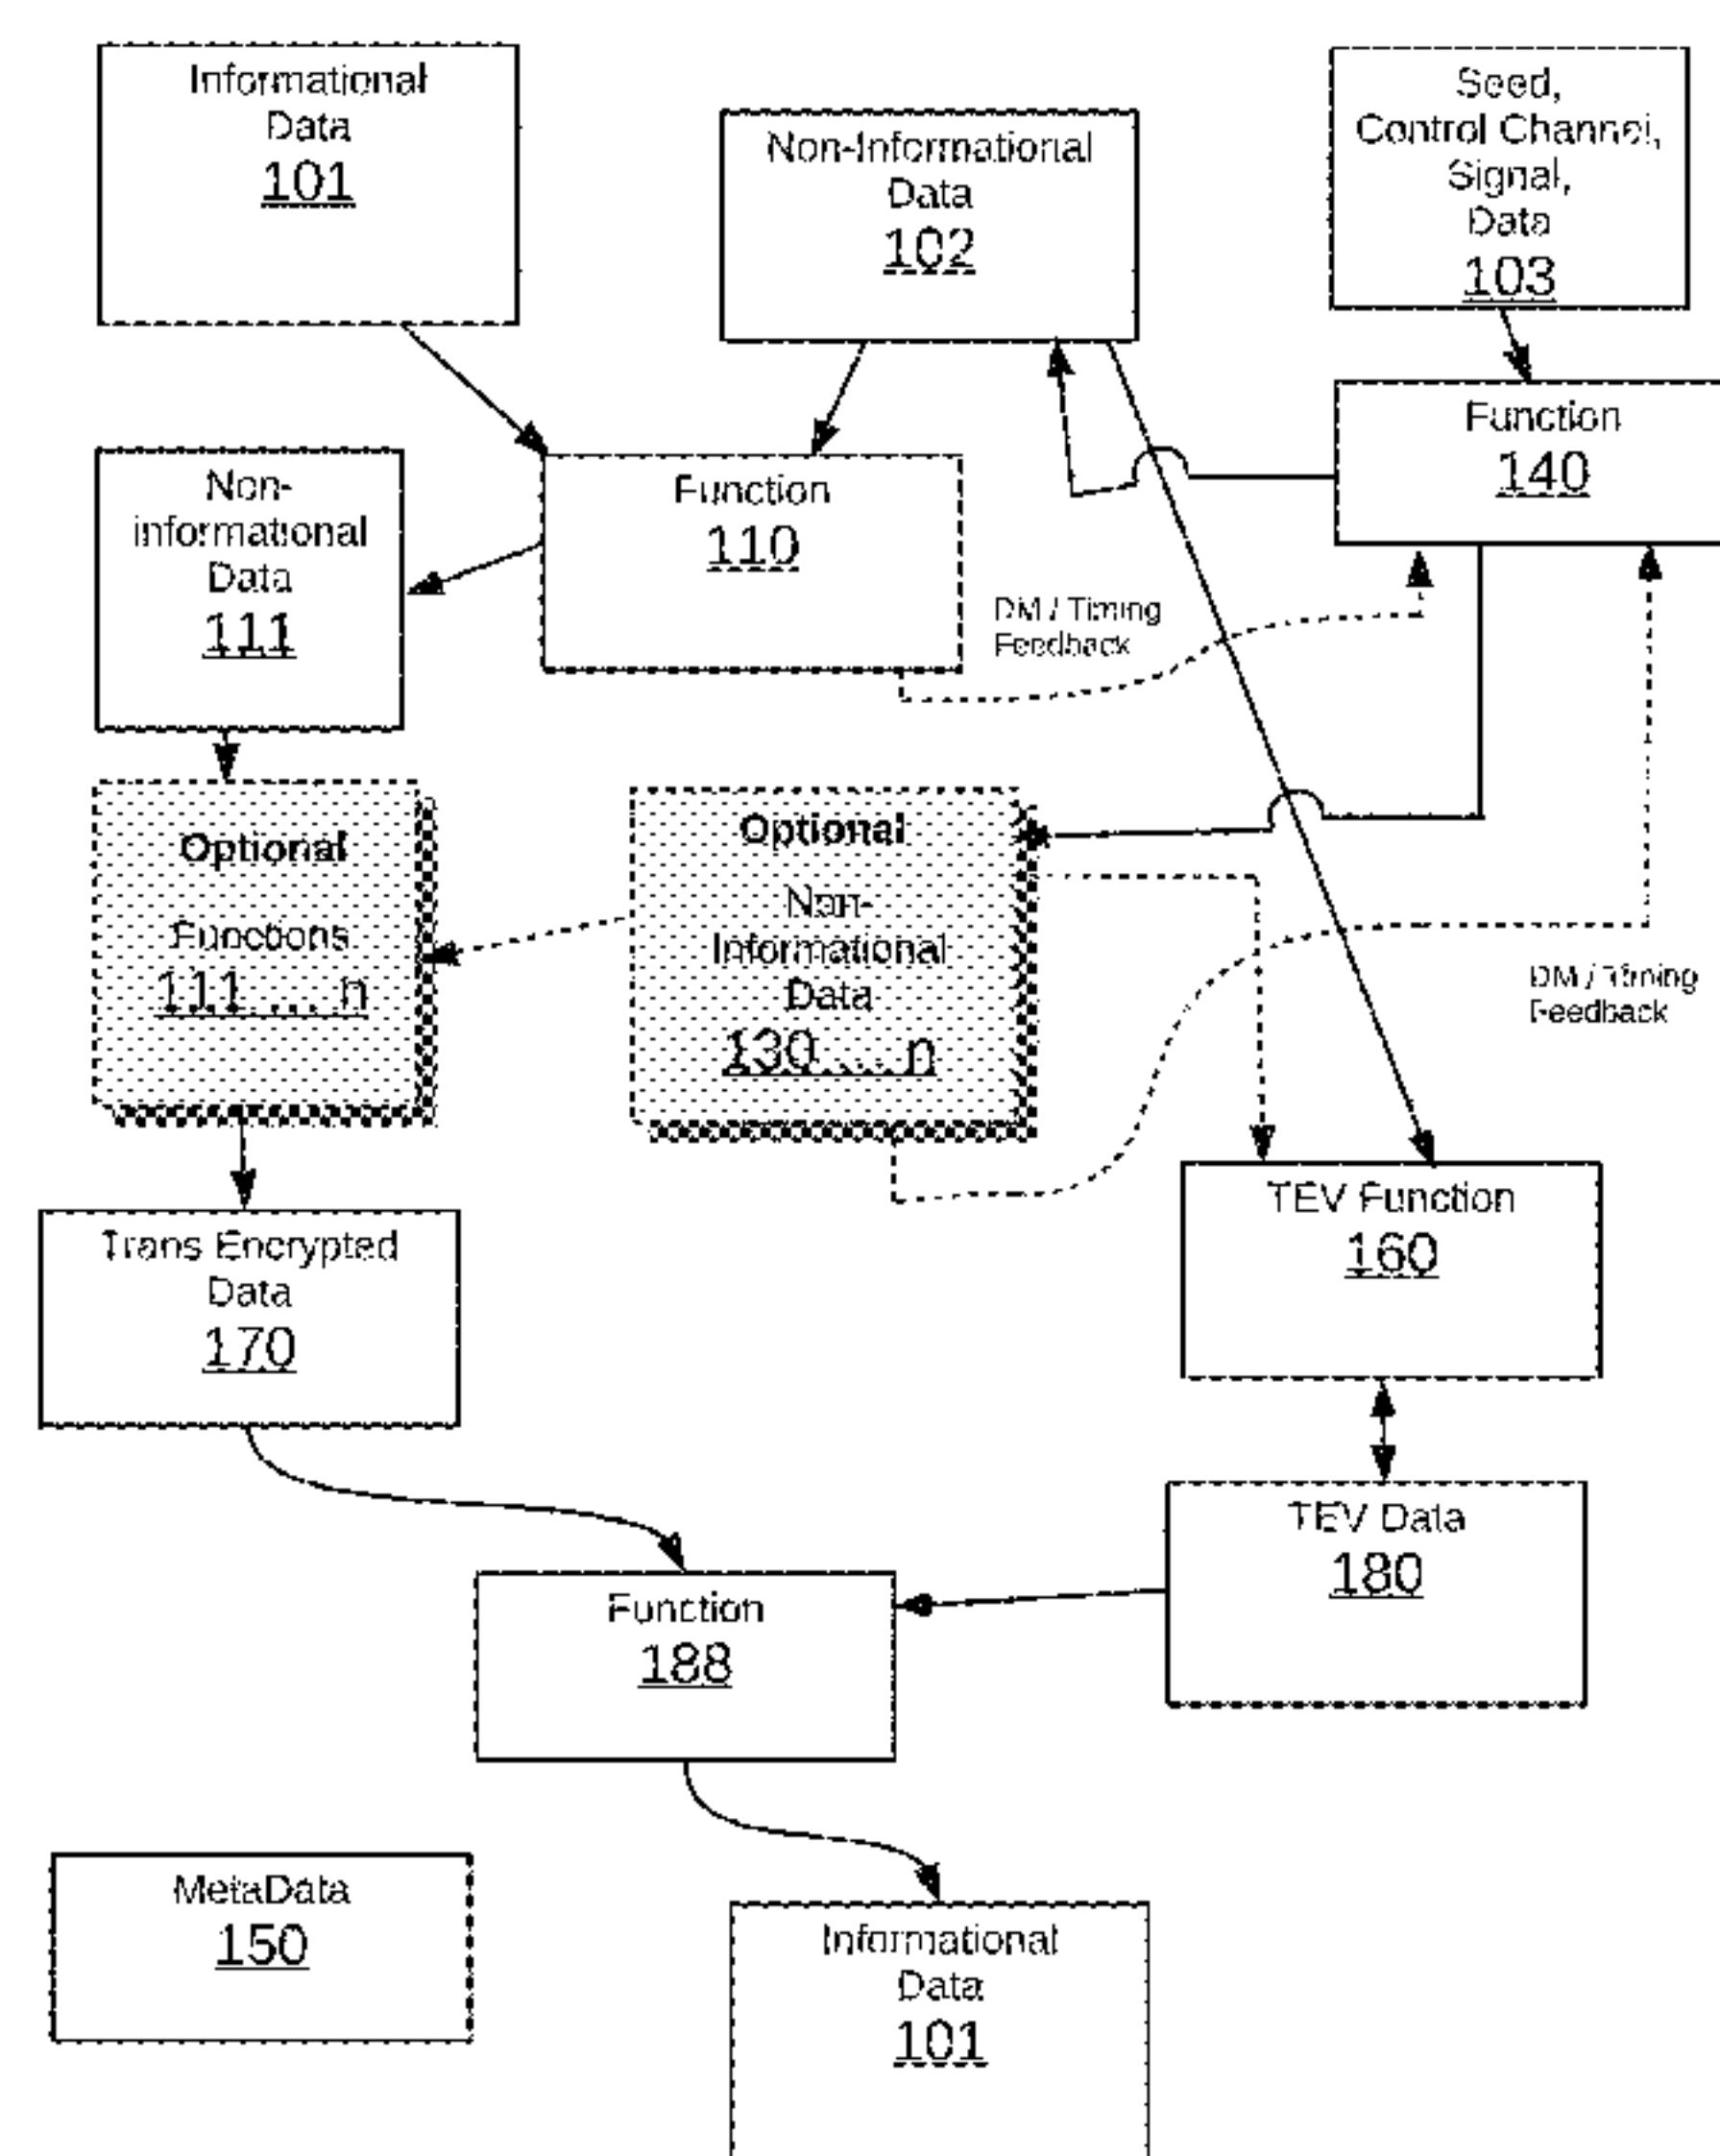 Informational
Data
101
Non-Informational
Data
102
Seed,
Control Channel,
Signal,
Data
103
Function
140
Non-
informational
Data
111
Function
110
DM / Timing
Feedback
Optional
Functions
111 ... n
Optional
Non-
Informational
Data
130 ... n
DM / Timing
Feedback
Trans Encrypted
Data
170
TEV Function
160
TEV Data
180
Function
188
MetaData
150
Informational
Data
101